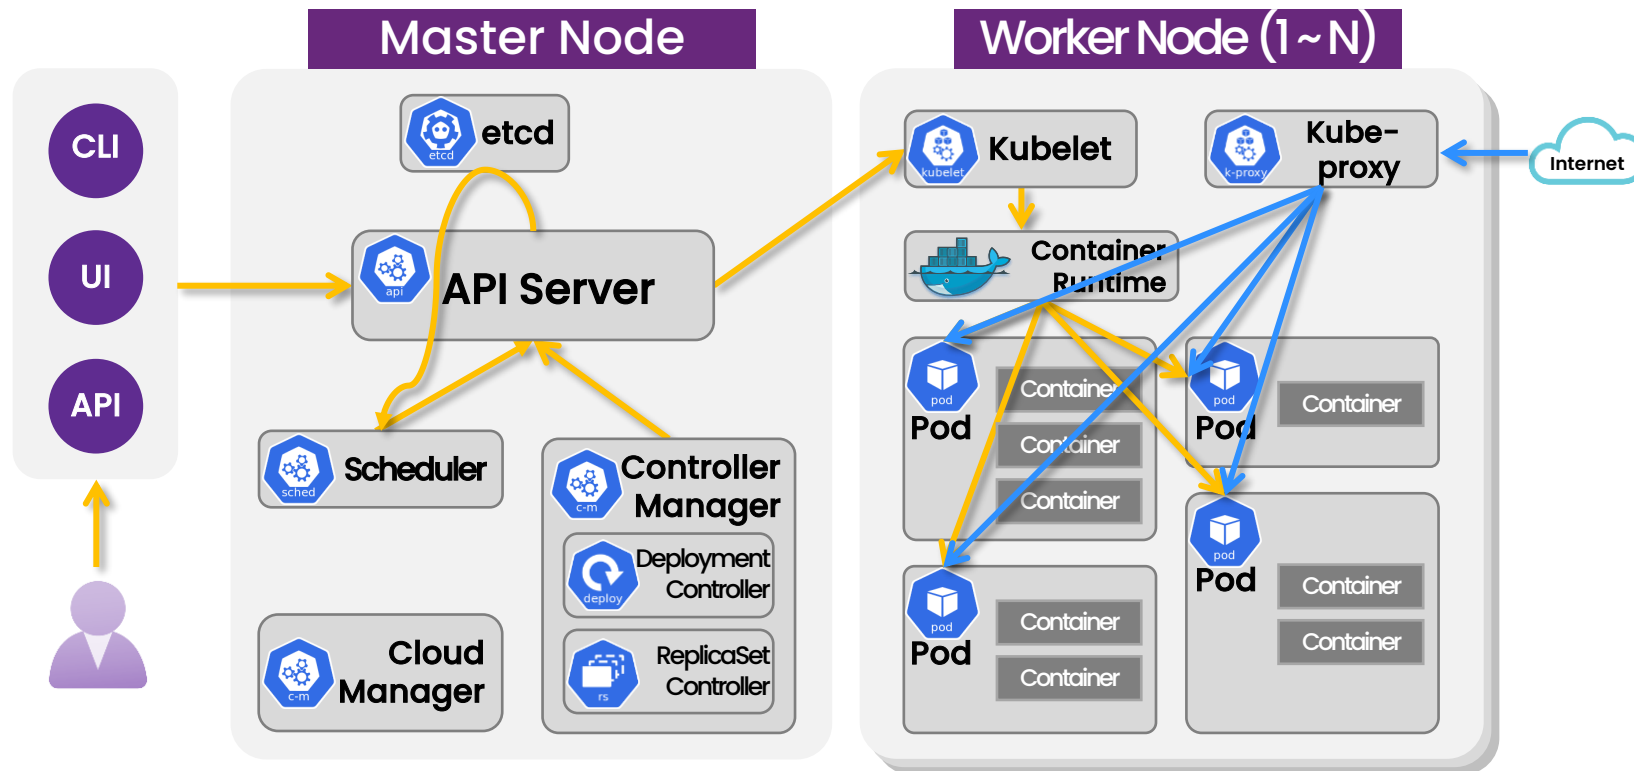 Master Node
Worker Node (1 ~ N)
CLI
UI
API
etcd
etcd
api
API Server
sched
Scheduler
c-m
Controller
Manager
deploy
Deployment
Controller
rs
ReplicaSet
Controller
c-m
Cloud
Manager
kubelet
Kubelet
k-proxy
Kube-
proxy
Internet
Container
Runtime
pod
Pod
Container
Container
Container
pod
Pod
Container
pod
Pod
Container
Container
pod
Pod
Container
Container